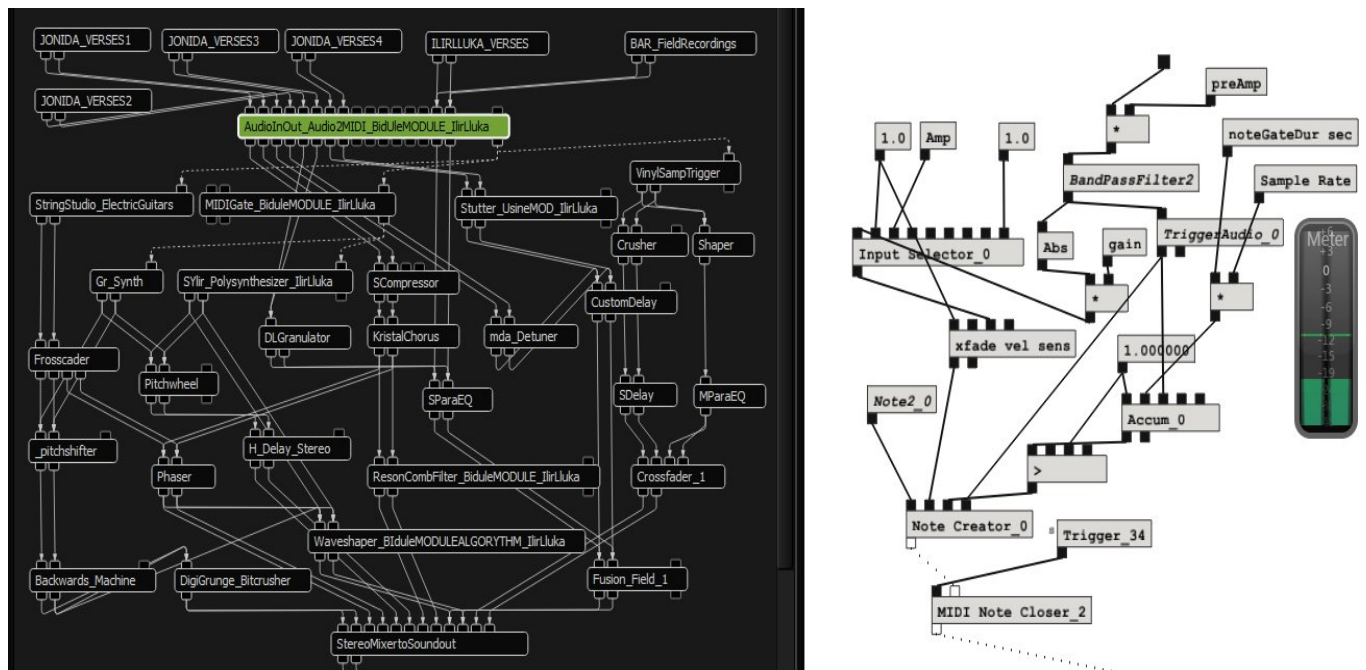 JONIDA_VERSES1
JONIDA_VERSES3
JONIDA_VERSES4
ILIRLLUKA_VERSES
BAR_FieldRecordings
JONIDA_VERSES2
AudioInOut_Audio2MIDI_BidUleMODULE_IlirLluka
VinylSampTrigger
StringStudio_ElectricGuitars
MIDIGate_BiduleMODULE_IlirLluka
Stutter_UsineMOD_IlirLluka
Crusher
Shaper
Gr_Synth
SYlir_Polysynthesizer_IlirLluka
SCompressor
CustomDelay
DLGranulator
KristalChorus
mda_Detuner
Frosscader
Pitchwheel
SParaEQ
SDelay
MParaEQ
_pitchshifter
H_Delay_Stereo
Phaser
ResonCombFilter_BiduleMODULE_IlirLluka
Crossfader_1
Waveshaper_BIduleMODULEALGORYTHM_IlirLluka
Backwards_Machine
DigiGrunge_Bitcrusher
Fusion_Field_1
StereoMixertoSoundout
preAmp
*
1.0
Amp
1.0
noteGateDur sec
BandPassFilter2
Sample Rate
Abs
gain
TriggerAudio_0
Input Selector_0
*
*
xfade vel sens
1.000000
Note2_0
Accum_0
>
Note Creator_0
s
Trigger_34
MIDI Note Closer_2
Meter
+6
+3
0
-3
-6
-9
-12
-15
-19